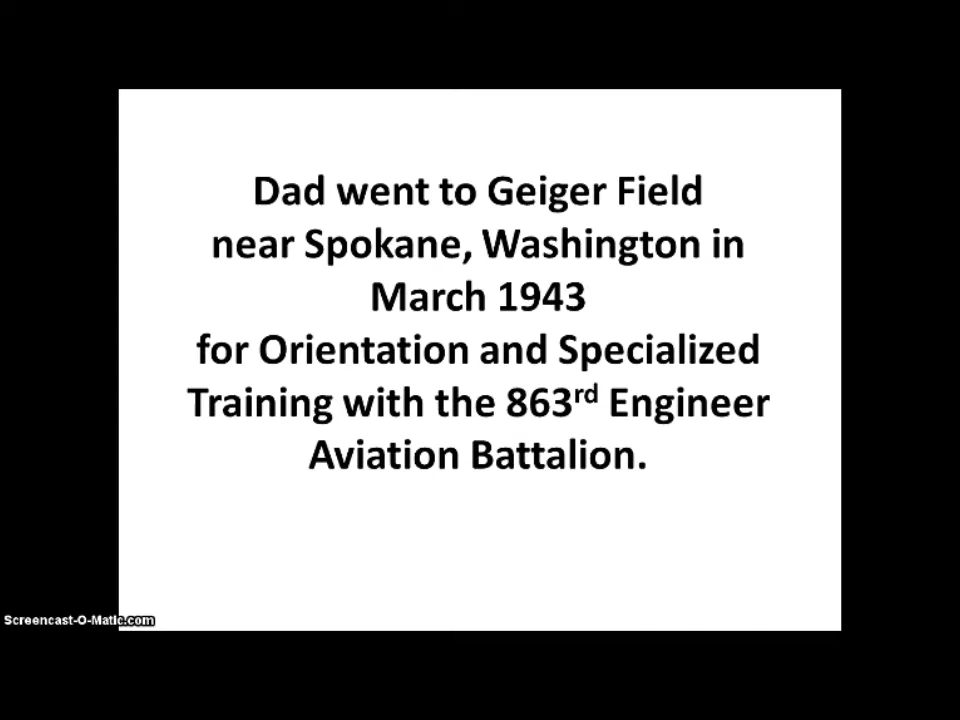 Dad went to Geiger Field
near Spokane, Washington in
March 1943
for Orientation and Specialized
Training with the 863rd Engineer
Aviation Battalion.
Screencast-O-Matic.com